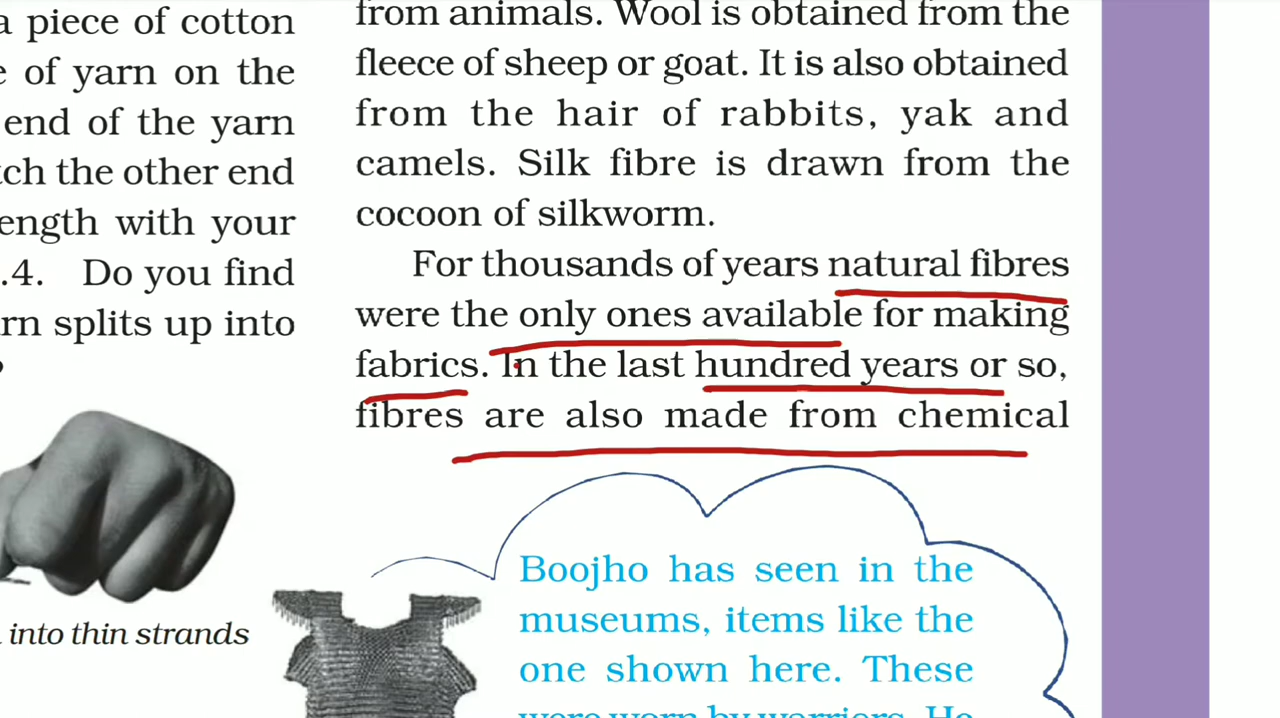 a piece of cotton
of yarn on the
end of the yarn
the other end
with your
.4. Do you find
splits up into
into thin strands
from animals. Wool is obtained from the
fleece of sheep or goat. It is also obtained
from the hair of rabbits, yak and
camels. Silk fibre is drawn from the
cocoon of silkworm.
For thousands of years natural fibres
were the only ones available for making
fabrics. In the last hundred years or so,
fibres are also made from chemical
Boojho has seen in the
museums, items like the
one shown here. These
were worn by warriors. He